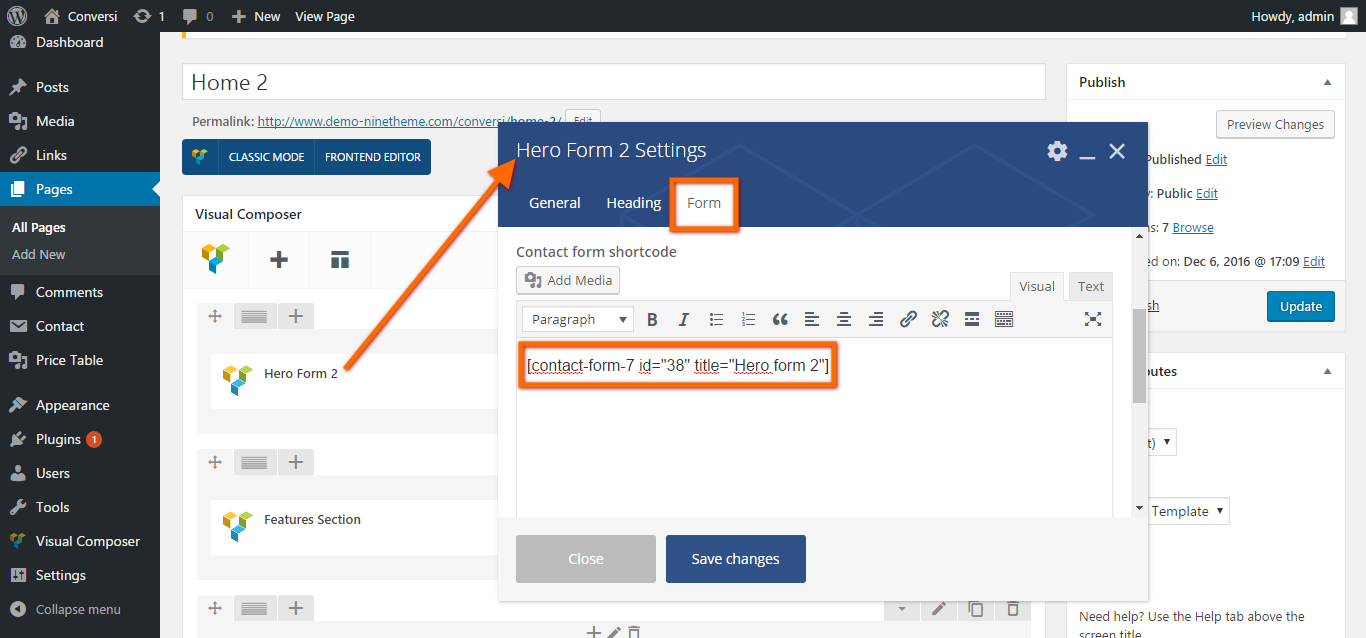 Conversi 1 0 New View Page Howdy, admin
Dashboard
Posts
Media
Links
Pages
All Pages
Add New
Comments
Contact
Price Table
Appearance
Plugins 1
Users
Tools
Visual Composer
Settings
Collapse menu
Home 2
Permalink: http://www.demo-ninetheme.com/conversi/home-2/ Edit
CLASSIC MODE FRONTEND EDITOR
Visual Composer
Hero Form 2
Features Section
Hero Form 2 Settings
General Heading Form
Contact form shortcode
Add Media
Visual Text
Paragraph
[contact-form-7 id="38" title="Hero form 2"]
Close Save changes
Publish
Preview Changes
Published Edit
: Public Edit
: 7 Browse
on: Dec 6, 2016 @ 17:09 Edit
Update
Template
Need help? Use the Help tab above the
screen title.